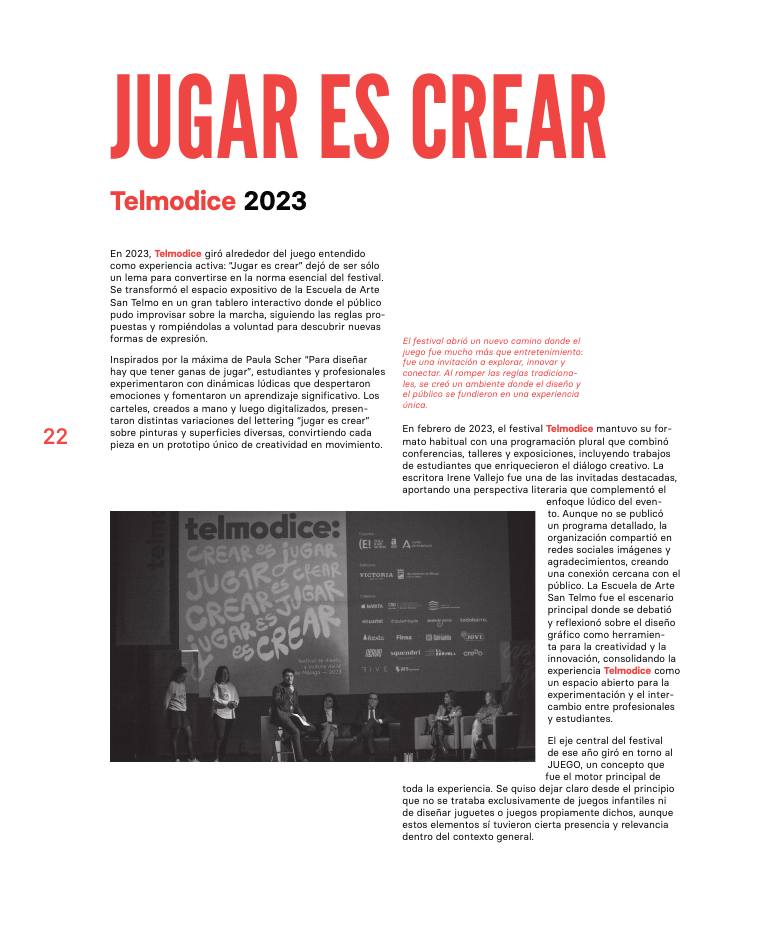 JUGAR ES CREAR
Telmodice 2023
En 2023, Telmodice giró alrededor del juego entendido
como experiencia activa: “Jugar es crear” dejó de ser sólo
un lema para convertirse en la norma esencial del festival.
Se transformó el espacio expositivo de la Escuela de Arte
San Telmo en un gran tablero interactivo donde el público
pudo improvisar sobre la marcha, siguiendo las reglas pro-
puestas y rompiéndolas a voluntad para descubrir nuevas
formas de expresión.
Inspirados por la máxima de Paula Scher “Para diseñar
hay que tener ganas de jugar”, estudiantes y profesionales
experimentaron con dinámicas lúdicas que despertaron
emociones y fomentaron un aprendizaje significativo. Los
carteles, creados a mano y luego digitalizados, presen-
taron distintas variaciones del lettering “jugar es crear”
sobre pinturas y superficies diversas, convirtiendo cada
pieza en un prototipo único de creatividad en movimiento.
22
El festival abrió un nuevo camino donde el
juego fue mucho más que entretenimiento:
fue una invitación a explorar, innovar y
conectar. Al romper las reglas tradiciona-
les, se creó un ambiente donde el diseño y
el público se fundieron en una experiencia
única.
En febrero de 2023, el festival Telmodice mantuvo su for-
mato habitual con una programación plural que combinó
conferencias, talleres y exposiciones, incluyendo trabajos
de estudiantes que enriquecieron el diálogo creativo. La
escritora Irene Vallejo fue una de las invitadas destacadas,
aportando una perspectiva literaria que complementó el
enfoque lúdico del even-
to. Aunque no se publicó
un programa detallado, la
organización compartió en
redes sociales imágenes y
agradecimientos, creando
una conexión cercana con el
público. La Escuela de Arte
San Telmo fue el escenario
principal donde se debatió
y reflexionó sobre el diseño
gráfico como herramien-
ta para la creatividad y la
innovación, consolidando la
experiencia Telmodice como
un espacio abierto para la
experimentación y el inter-
cambio entre profesionales
y estudiantes.
El eje central del festival
de ese año giró en torno al
JUEGO, un concepto que
fue el motor principal de
toda la experiencia. Se quiso dejar claro desde el principio
que no se trataba exclusivamente de juegos infantiles ni
de diseñar juguetes o juegos propiamente dichos, aunque
estos elementos sí tuvieron cierta presencia y relevancia
dentro del contexto general.
telmodice:
CREAR es JUGAR
JUGAR es CREAR
CREAR es JUGAR
JUGAR es CREAR
festival de diseño
y cultura visual
de Málaga — 2023
VICTORIA